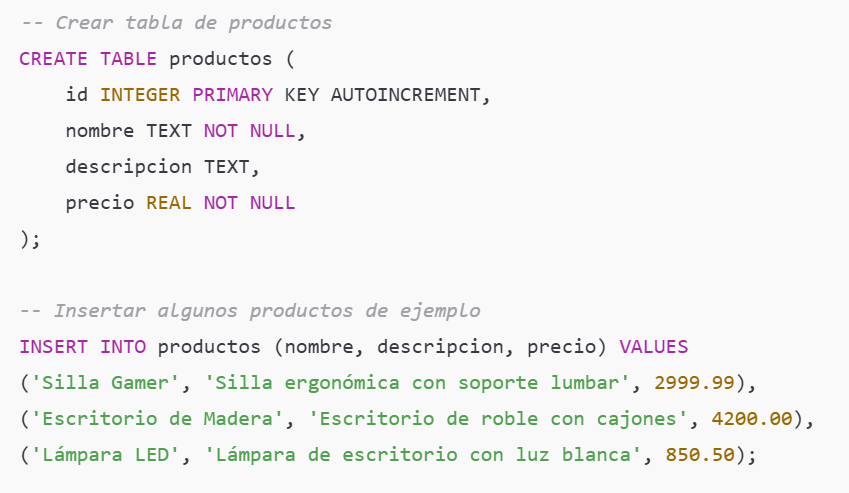 -- Crear tabla de productos
CREATE TABLE productos (
    id INTEGER PRIMARY KEY AUTOINCREMENT,
    nombre TEXT NOT NULL,
    descripcion TEXT,
    precio REAL NOT NULL
);

-- Insertar algunos productos de ejemplo
INSERT INTO productos (nombre, descripcion, precio) VALUES
('Silla Gamer', 'Silla ergonómica con soporte lumbar', 2999.99),
('Escritorio de Madera', 'Escritorio de roble con cajones', 4200.00),
('Lámpara LED', 'Lámpara de escritorio con luz blanca', 850.50);